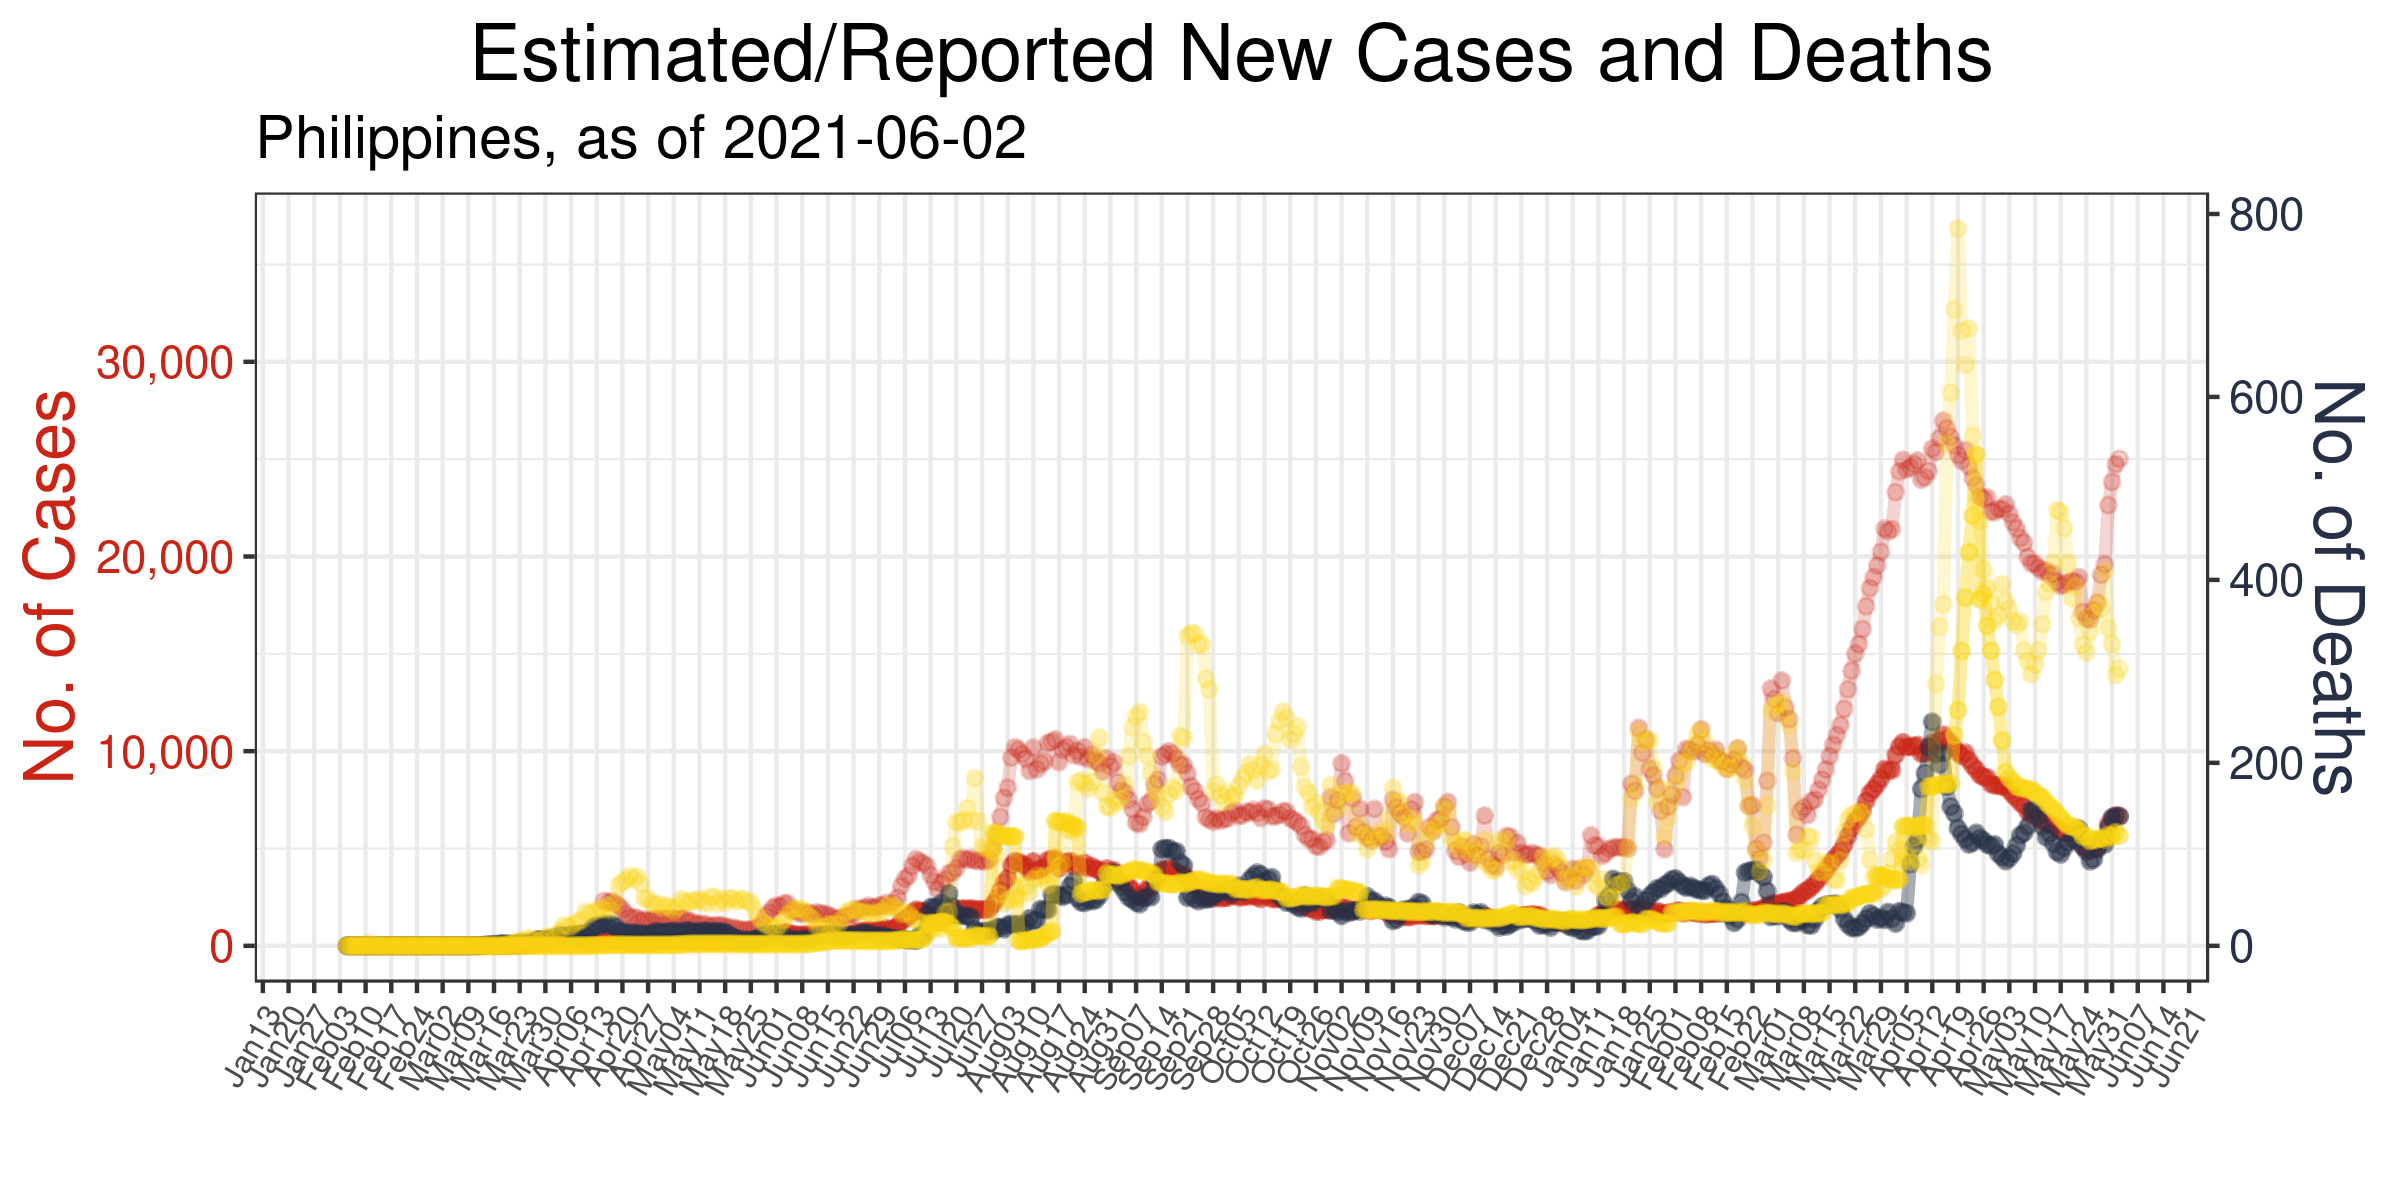 Estimated/Reported New Cases and Deaths
Philippines, as of 2021-06-02
No. of Cases
30,000
20,000
10,000
0
800
600
400
200
0
No. of Deaths
Jan13
Jan20
Jan27
Feb03
Feb10
Feb17
Feb24
Mar02
Mar09
Mar16
Mar23
Mar30
Apr06
Apr13
Apr20
Apr27
May04
May11
May18
May25
Jun01
Jun08
Jun15
Jun22
Jun29
Jul06
Jul13
Jul20
Jul27
Aug03
Aug10
Aug17
Aug24
Aug31
Sep07
Sep14
Sep21
Sep28
Oct05
Oct12
Oct19
Oct26
Nov02
Nov09
Nov16
Nov23
Nov30
Dec07
Dec14
Dec21
Dec28
Jan04
Jan11
Jan18
Jan25
Feb01
Feb08
Feb15
Feb22
Mar01
Mar08
Mar15
Mar22
Mar29
Apr05
Apr12
Apr19
Apr26
May03
May10
May17
May24
May31
Jun07
Jun14
Jun21